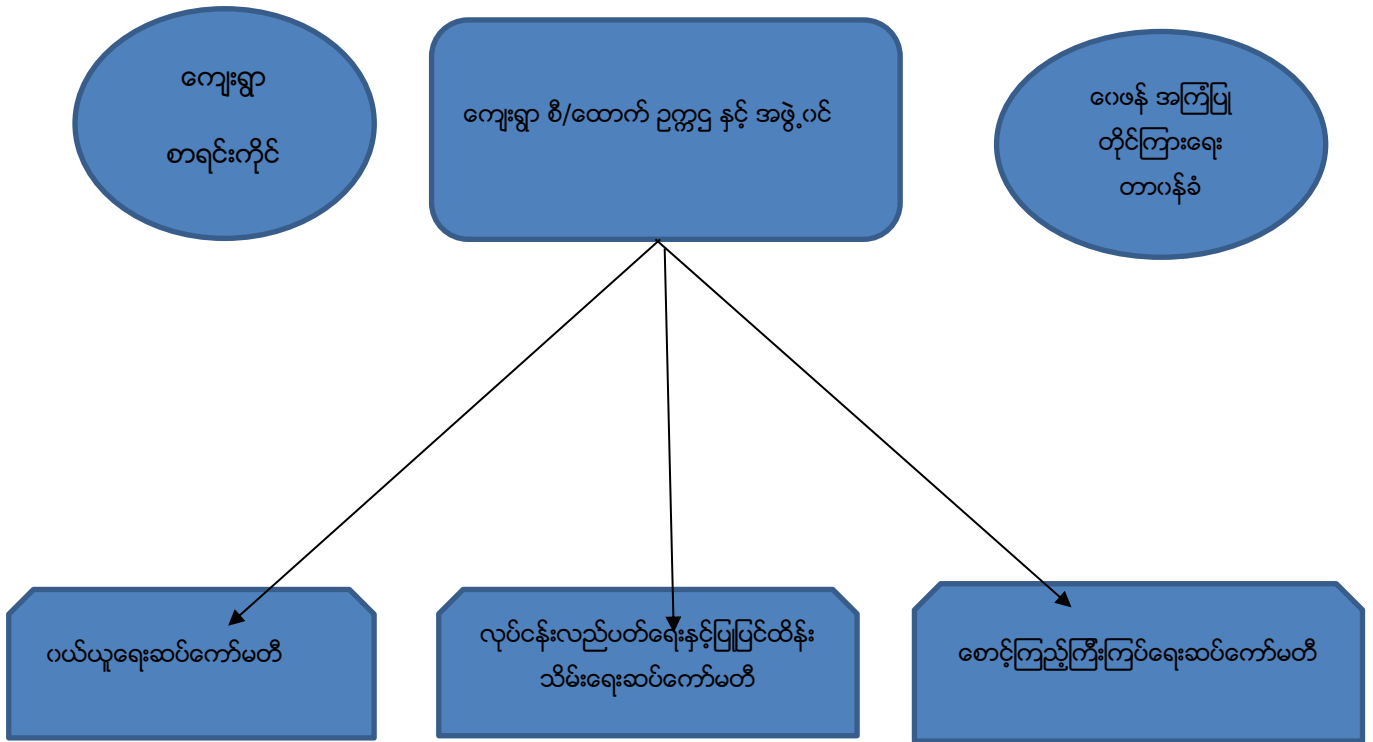 ကျေးရွာ
စာရင်းကိုင်
ကျေးရွာ စီ/ထောက် ဥက္ကဌ နှင့် အဖွဲ့ဝင်
ဝေဖန် အကြံပြု
တိုင်ကြားရေး
တာဝန်ခံ
ဝယ်ယူရေးဆပ်ကော်မတီ
လုပ်ငန်းလည်ပတ်ရေးနှင့်ပြုပြင်ထိန်း
သိမ်းရေးဆပ်ကော်မတီ
စောင့်ကြည့်ကြီးကြပ်ရေးဆပ်ကော်မတီ